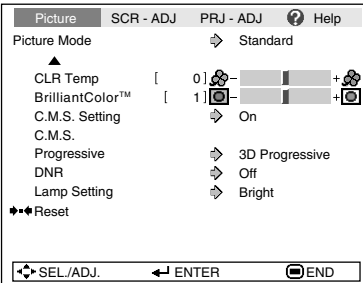 Picture SCR - ADJ PRJ - ADJ ? Help
Picture Mode Standard
CLR Temp [ 0 ] - +
BrilliantColor™ [ 1 ] - +
C.M.S. Setting On
C.M.S.
Progressive 3D Progressive
DNR Off
Lamp Setting Bright
Reset
SEL./ADJ. ENTER END